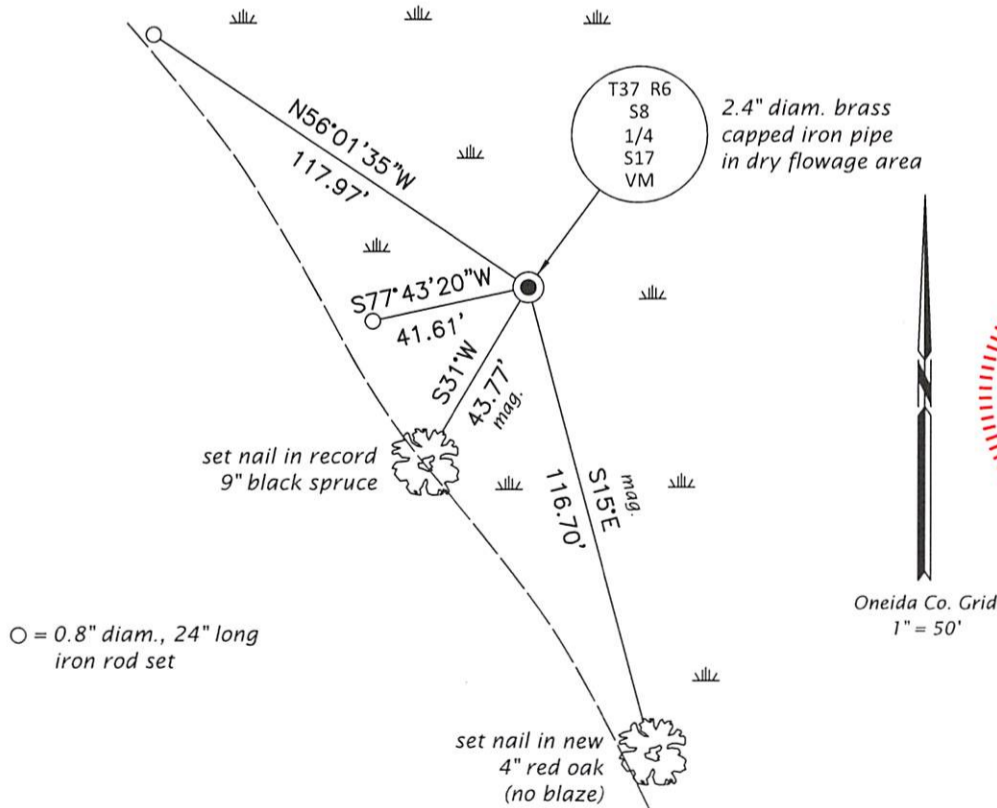 T37 R6
S8
1/4
S17
VM
2.4" diam. brass
capped iron pipe
in dry flowage area
N56°01'35"W
117.97'
S77°43'20"W
41.61'
S31°W
43.77'
mag.
set nail in record
9" black spruce
mag.
S15°E
116.70'
N
Oneida Co. Grid
1" = 50'
= 0.8" diam., 24" long
iron rod set
set nail in new
4" red oak
(no blaze)